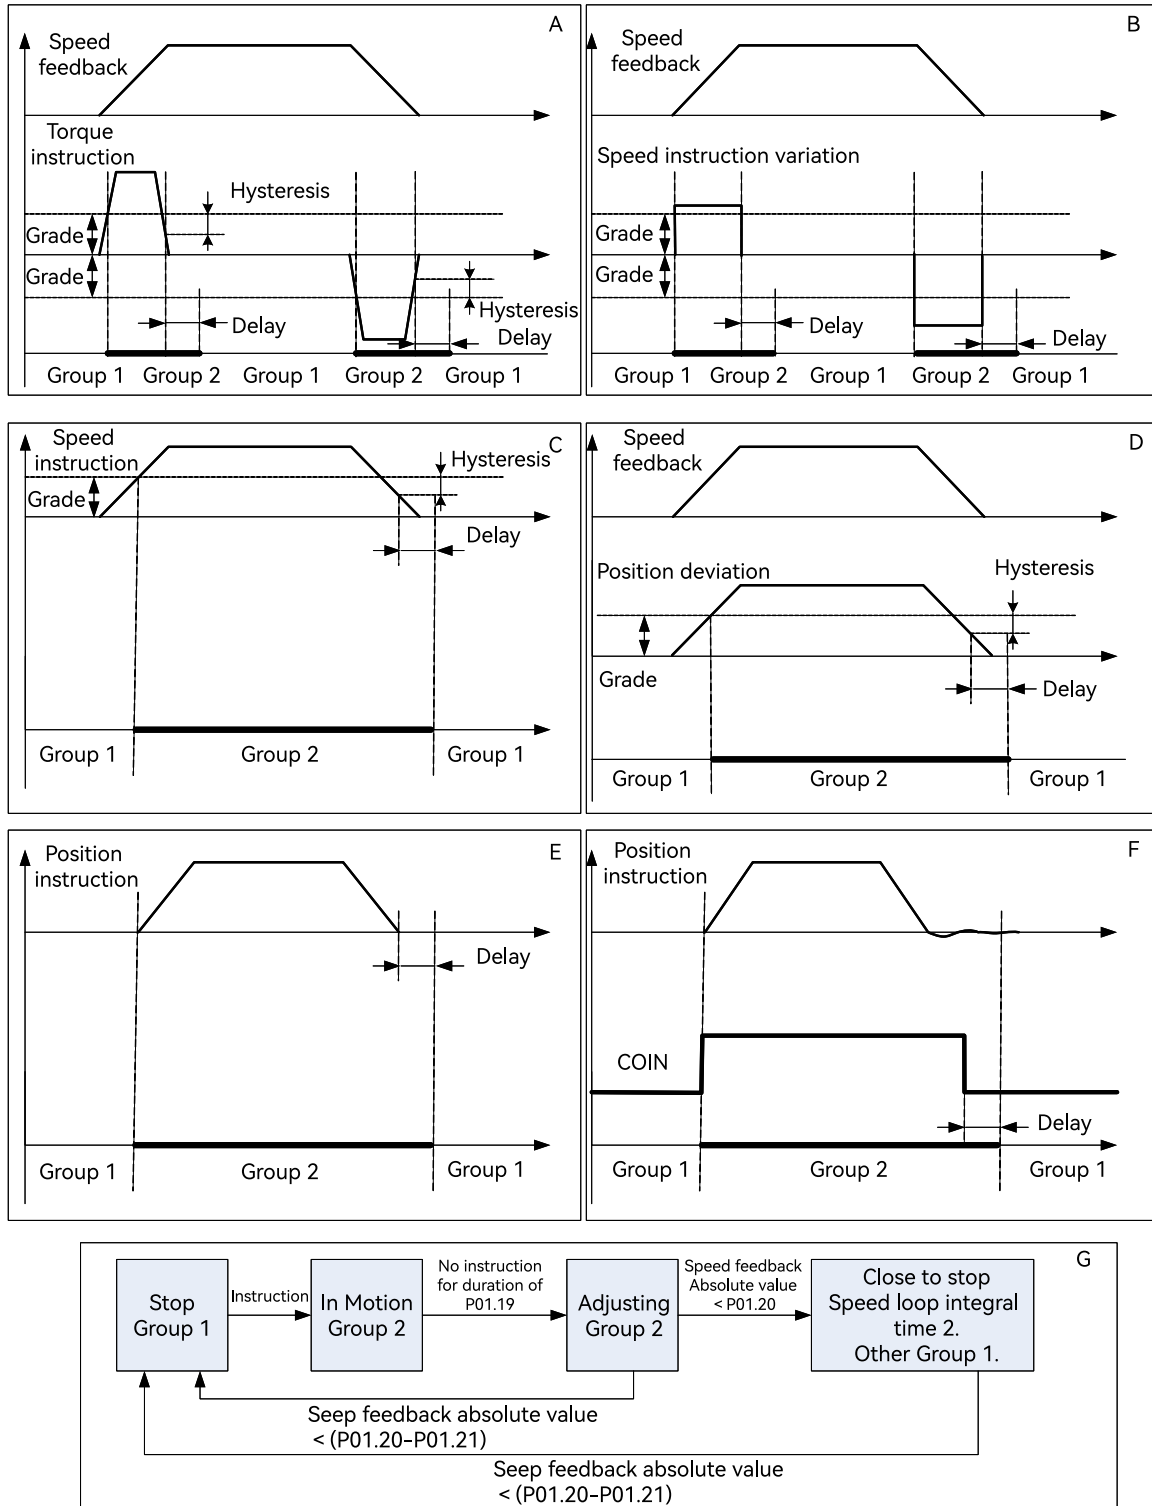 A
Speed
feedback
Torque
instruction
Hysteresis
Grade
Grade
Hysteresis
Delay
Delay
Group 1 Group 2 Group 1 Group 2 Group 1
B
Speed
feedback
Speed instruction variation
Grade
Grade
Delay
Delay
Group 1 Group 2 Group 1 Group 2 Group 1
C
Speed
instruction
Hysteresis
Grade
Delay
Group 1 Group 2 Group 1
D
Speed
feedback
Position deviation
Hysteresis
Grade
Delay
Group 1 Group 2 Group 1
E
Position
instruction
Delay
Group 1 Group 2 Group 1
F
Position
instruction
COIN
Delay
Group 1 Group 2 Group 1
G
Stop
Group 1
Instruction
In Motion
Group 2
No instruction
for duration of
P01.19
Adjusting
Group 2
Speed feedback
Absolute value
< P01.20
Close to stop
Speed loop integral
time 2.
Other Group 1.
Seep feedback absolute value
< (P01.20-P01.21)
Seep feedback absolute value
< (P01.20-P01.21)